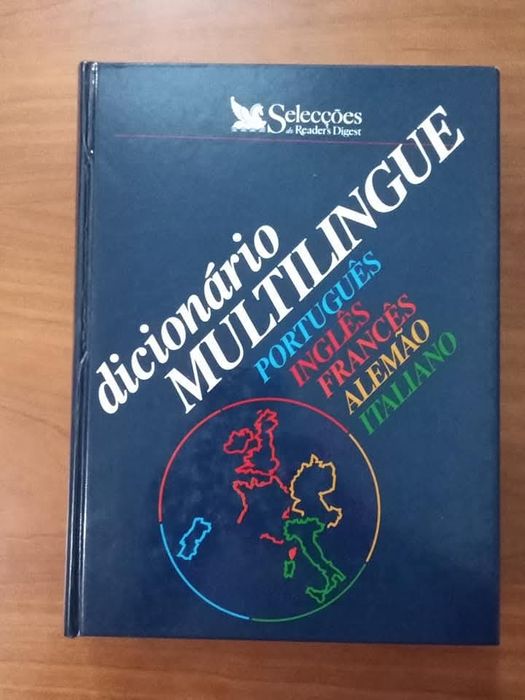 Selecções
do Reader's Digest
dicionário
MULTILINGUE
PORTUGUÊS
INGLÊS
FRANCÊS
ALEMÃO
ITALIANO